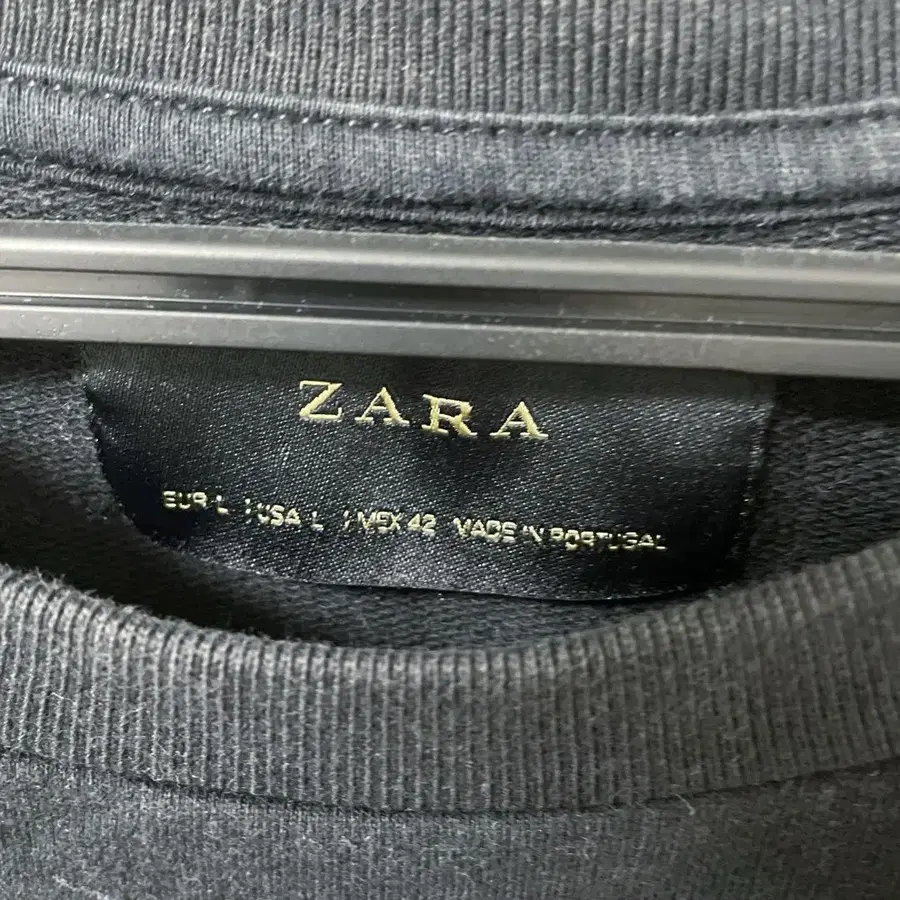 ZARA
EUR L | USA L | MEX 42 MADE IN PORTUGAL